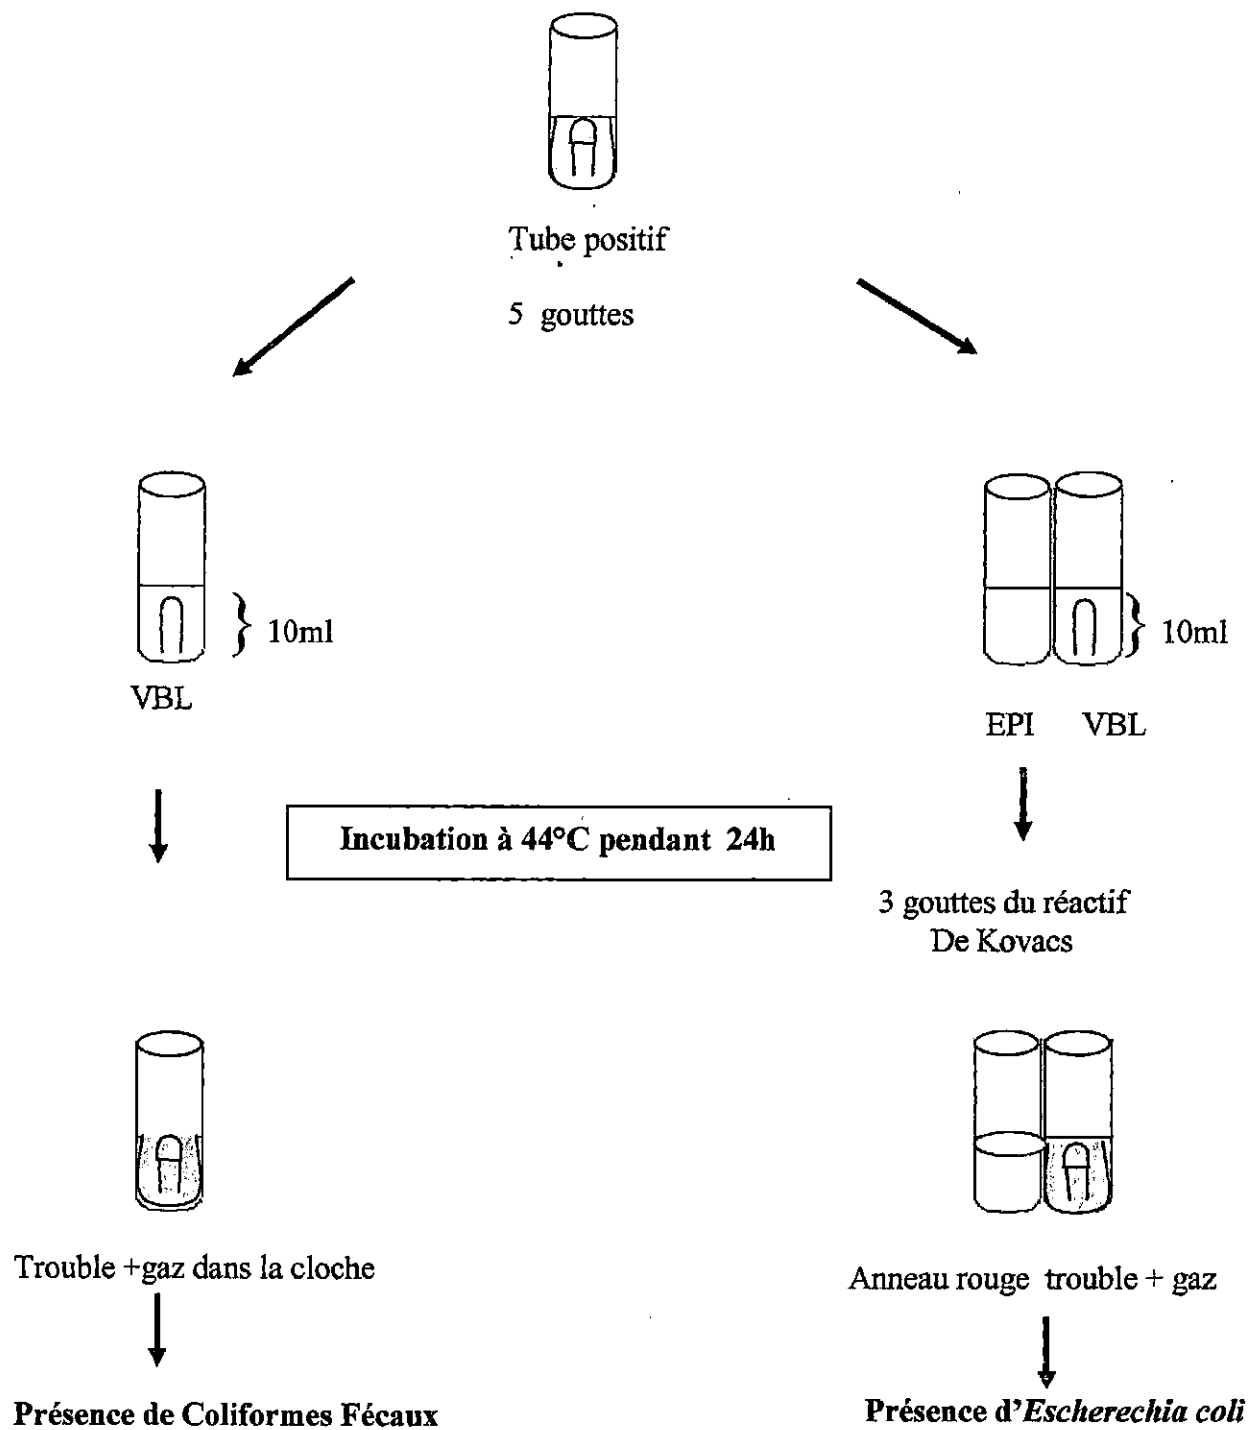 Tube positif
5 gouttes
} 10ml
} 10ml
VBL
EPI VBL
Incubation à 44°C pendant 24h
3 gouttes du réactif
De Kovacs
Trouble +gaz dans la cloche
Anneau rouge trouble + gaz
Présence de Coliformes Fécaux
Présence d'Escherechia coli